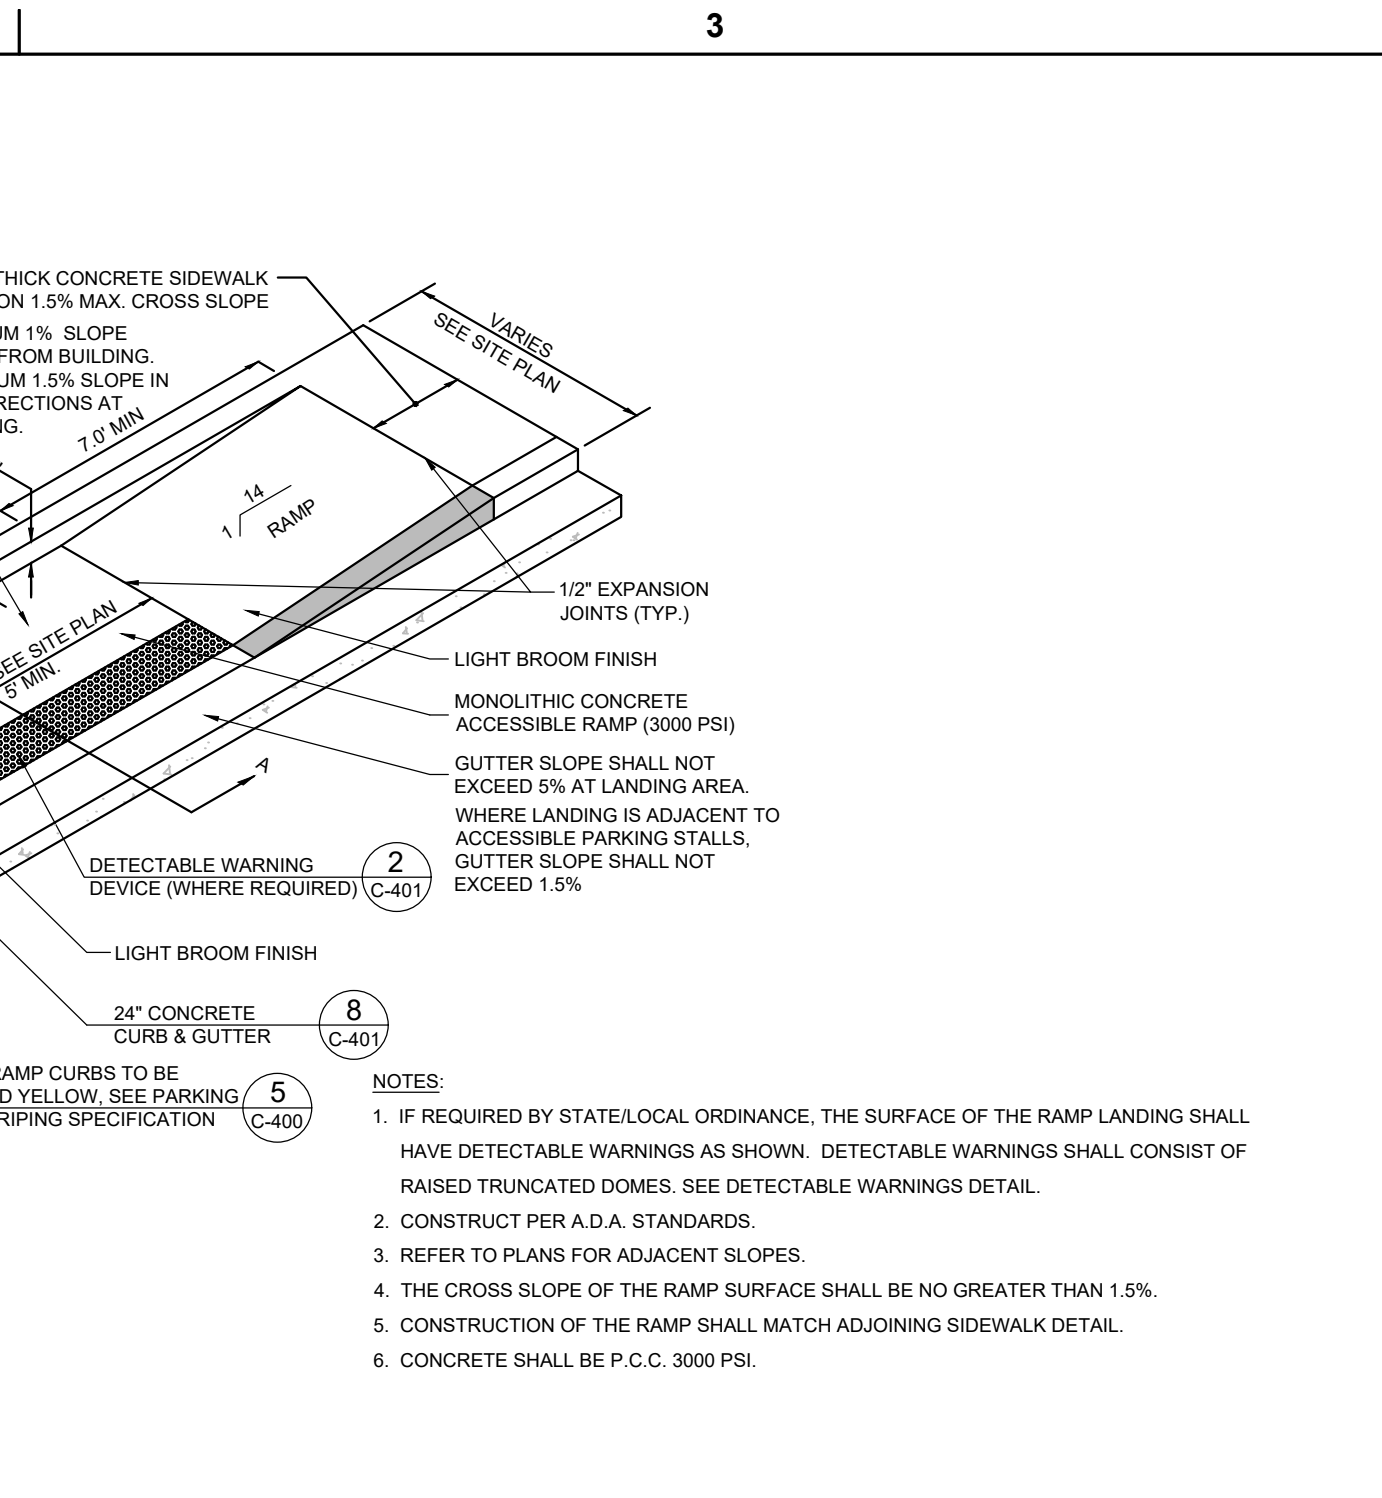 3
THICK CONCRETE SIDEWALK
ON 1.5% MAX. CROSS SLOPE
UM 1% SLOPE
FROM BUILDING.
UM 1.5% SLOPE IN
RECTIONS AT
NG.
7.0' MIN
VARIES
SEE SITE PLAN
14
1
RAMP
SEE SITE PLAN
5' MIN.
1/2" EXPANSION
JOINTS (TYP.)
LIGHT BROOM FINISH
MONOLITHIC CONCRETE
ACCESSIBLE RAMP (3000 PSI)
GUTTER SLOPE SHALL NOT
EXCEED 5% AT LANDING AREA.
WHERE LANDING IS ADJACENT TO
ACCESSIBLE PARKING STALLS,
GUTTER SLOPE SHALL NOT
EXCEED 1.5%
A
DETECTABLE WARNING
DEVICE (WHERE REQUIRED)
2
C-401
LIGHT BROOM FINISH
24" CONCRETE
CURB & GUTTER
8
C-401
RAMP CURBS TO BE
D YELLOW, SEE PARKING
RIPING SPECIFICATION
5
C-400
NOTES:
1. IF REQUIRED BY STATE/LOCAL ORDINANCE, THE SURFACE OF THE RAMP LANDING SHALL
HAVE DETECTABLE WARNINGS AS SHOWN. DETECTABLE WARNINGS SHALL CONSIST OF
RAISED TRUNCATED DOMES. SEE DETECTABLE WARNINGS DETAIL.
2. CONSTRUCT PER A.D.A. STANDARDS.
3. REFER TO PLANS FOR ADJACENT SLOPES.
4. THE CROSS SLOPE OF THE RAMP SURFACE SHALL BE NO GREATER THAN 1.5%.
5. CONSTRUCTION OF THE RAMP SHALL MATCH ADJOINING SIDEWALK DETAIL.
6. CONCRETE SHALL BE P.C.C. 3000 PSI.